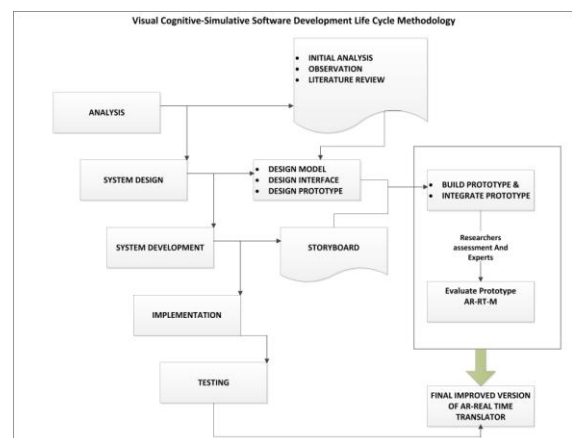 Visual Cognitive-Simulative Software Development Life Cycle Methodology
• INITIAL ANALYSIS
• OBSERVATION
• LITERATURE REVIEW
ANALYSIS
SYSTEM DESIGN
• DESIGN MODEL
• DESIGN INTERFACE
• DESIGN PROTOTYPE
• BUILD PROTOTYPE &
• INTEGRATE PROTOTYPE
SYSTEM DEVELOPMENT
STORYBOARD
Researchers
assessment And
Experts
Evaluate Prototype
AR-RT-M
IMPLEMENTATION
TESTING
FINAL IMPROVED VERSION
OF AR-REAL TIME
TRANSLATOR